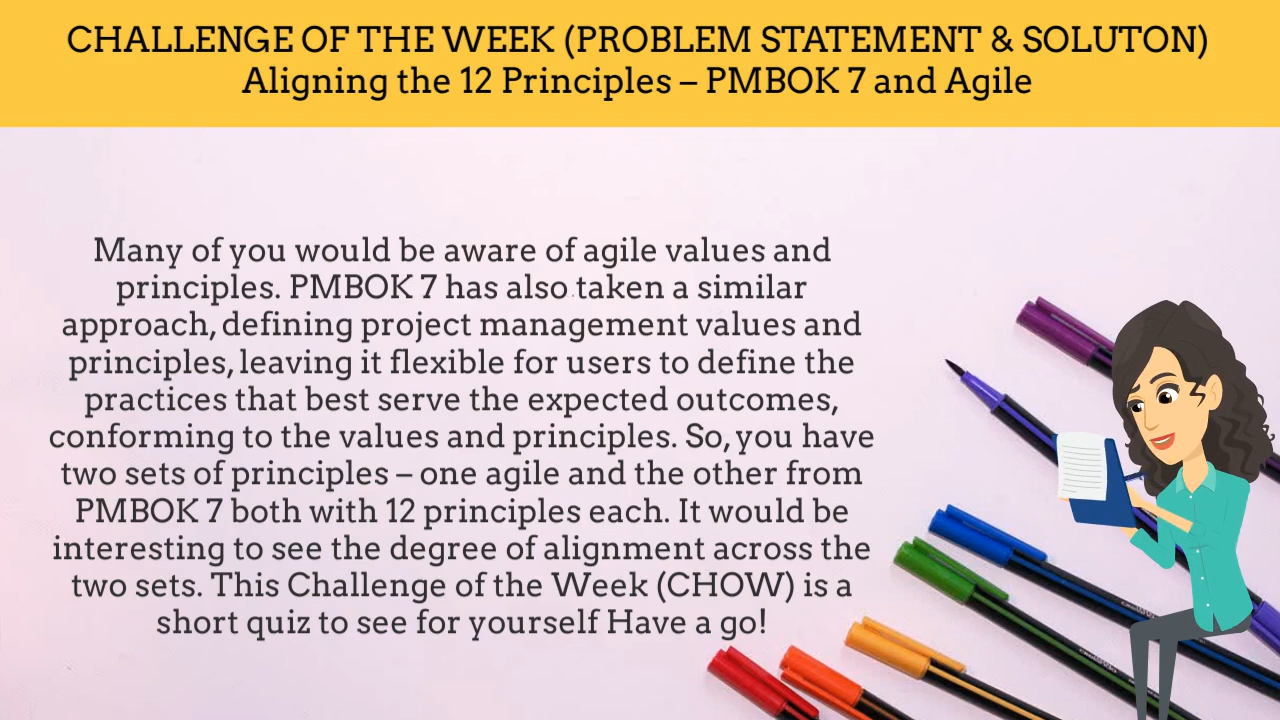 CHALLENGE OF THE WEEK (PROBLEM STATEMENT & SOLUTON)
Aligning the 12 Principles – PMBOK 7 and Agile
Many of you would be aware of agile values and
principles. PMBOK 7 has also taken a similar
approach, defining project management values and
principles, leaving it flexible for users to define the
practices that best serve the expected outcomes,
conforming to the values and principles. So, you have
two sets of principles – one agile and the other from
PMBOK 7 both with 12 principles each. It would be
interesting to see the degree of alignment across the
two sets. This Challenge of the Week (CHOW) is a
short quiz to see for yourself Have a go!